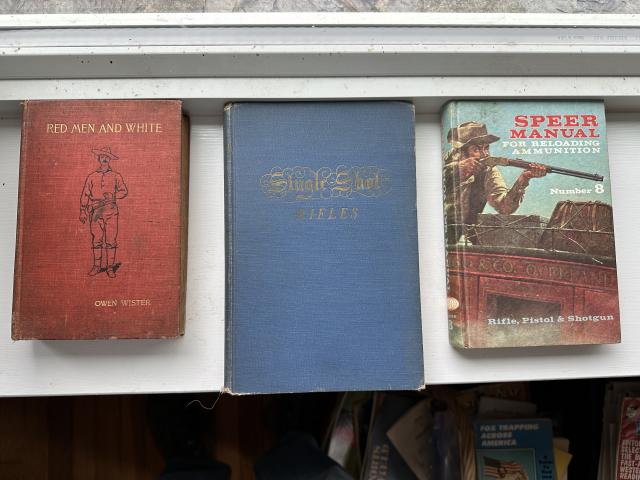 RED MEN AND WHITE
OWEN WISTER
Single Shot
RIFLES
SPEER
MANUAL
FOR RELOADING
AMMUNITION
Number 8
& CO. OVERLAND
Rifle, Pistol & Shotgun
FOX TRAPPING
ACROSS
AMERICA